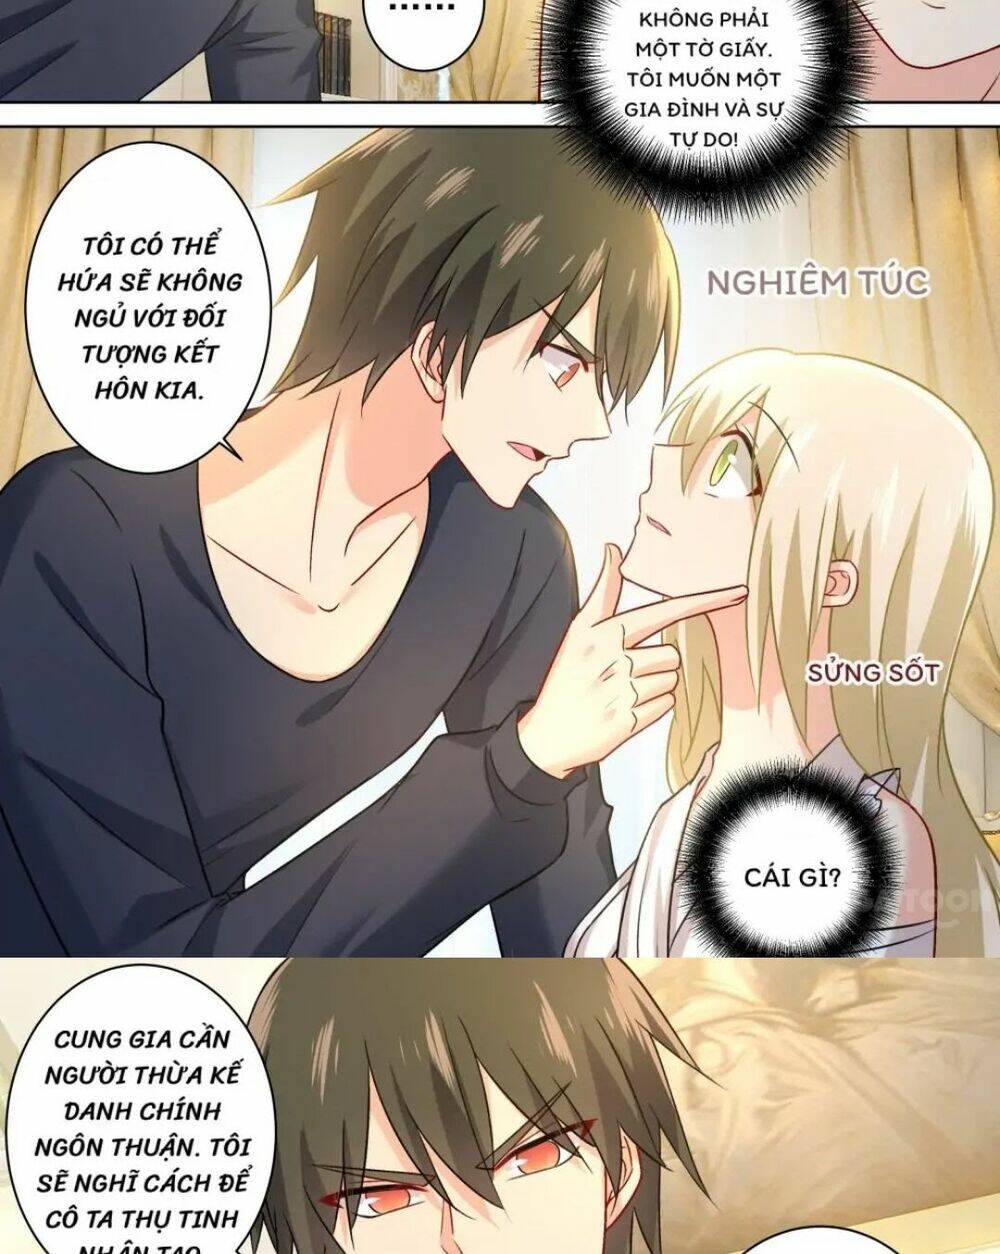 ......
KHÔNG PHẢI
MỘT TỜ GIẤY.
TÔI MUỐN MỘT
GIA ĐÌNH VÀ SỰ
TỰ DO!
TÔI CÓ THỂ
HỨA SẼ KHÔNG
NGỦ VỚI ĐỐI
TƯỢNG KẾT
HÔN KIA.
NGHIÊM TÚC
SỬNG SỐT
CÁI GÌ?
CUNG GIA CẦN
NGƯỜI THỪA KẾ
DANH CHÍNH
NGÔN THUẬN. TÔI
SẼ NGHĨ CÁCH ĐỂ
CÔ TA THỤ TINH
NHÂN TẠO